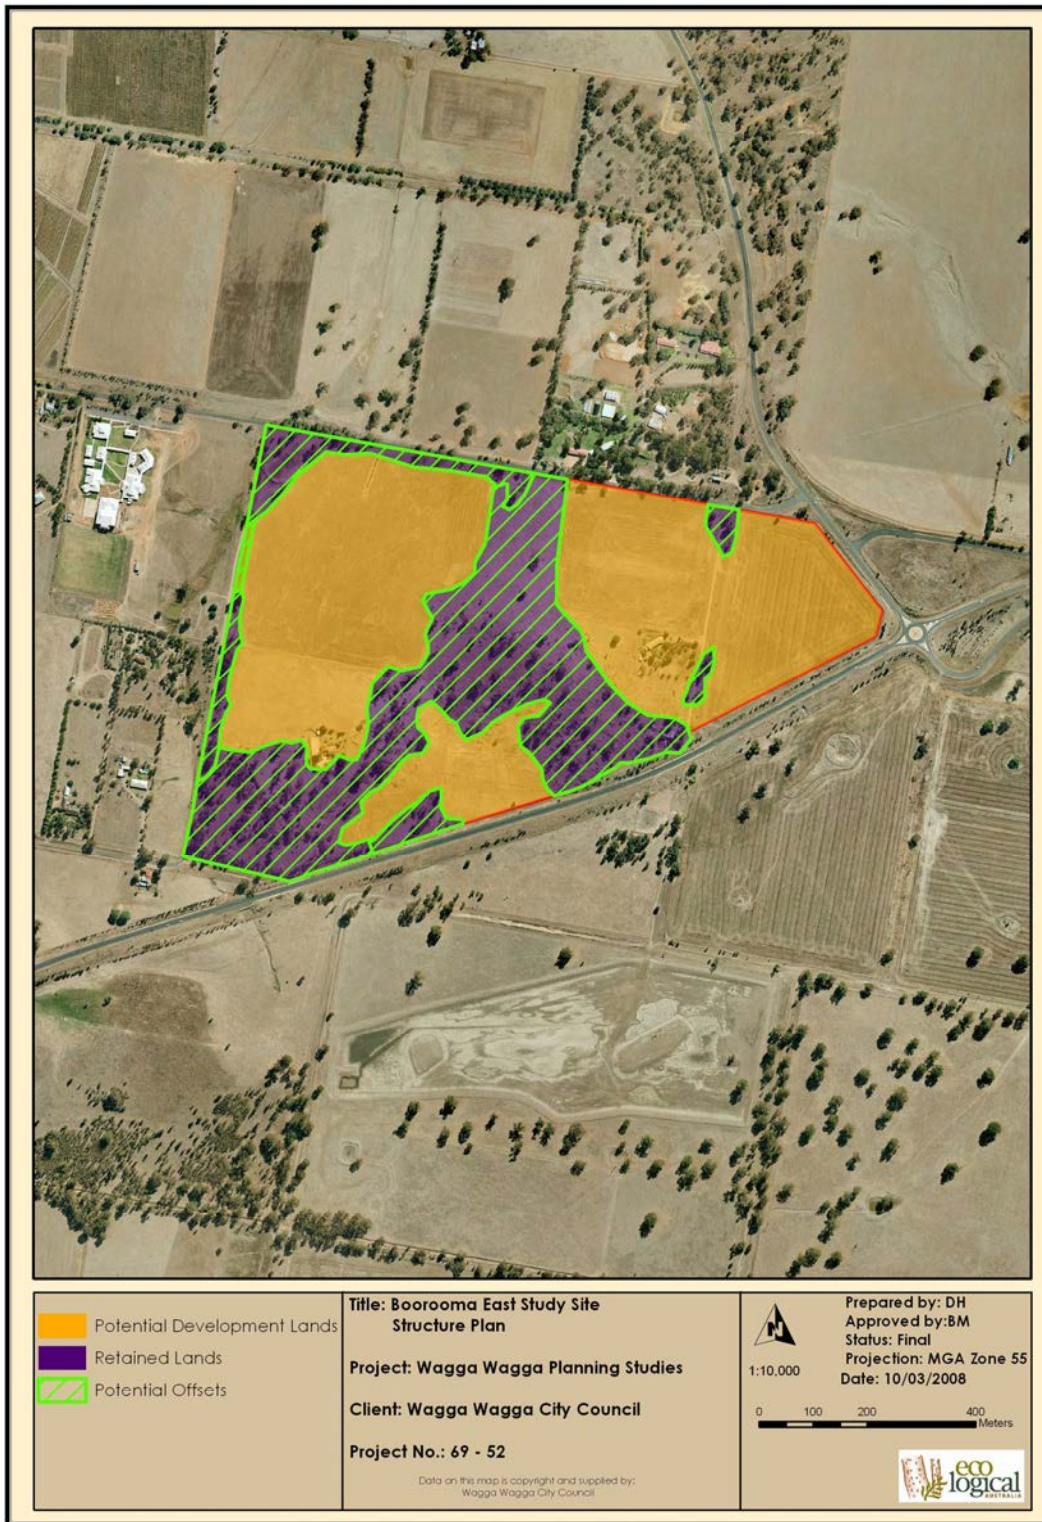 Potential Development Lands
Retained Lands
Potential Offsets
Title: Boorooma East Study Site
Structure Plan
Project: Wagga Wagga Planning Studies
Client: Wagga Wagga City Council
Project No.: 69 - 52
Data on this map is copyright and supplied by:
Wagga Wagga City Council
N
1:10,000
Prepared by: DH
Approved by:BM
Status: Final
Projection: MGA Zone 55
Date: 10/03/2008
0 100 200 400
Meters
eco
logical
AUSTRALIA